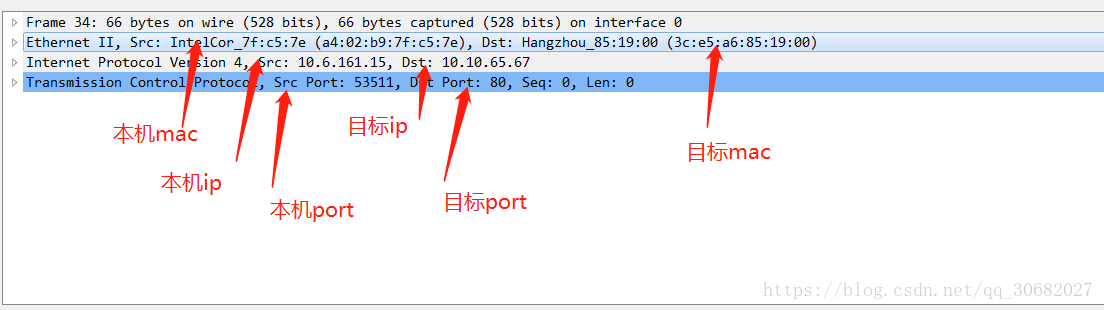 Frame 34: 66 bytes on wire (528 bits), 66 bytes captured (528 bits) on interface 0
Ethernet II, Src: IntelCor_7f:c5:7e (a4:02:b9:7f:c5:7e), Dst: Hangzhou_85:19:00 (3c:e5:a6:85:19:00)
Internet Protocol Version 4, Src: 10.6.161.15, Dst: 10.10.65.67
Transmission Control Protocol, Src Port: 53511, Dst Port: 80, Seq: 0, Len: 0
本机mac
目标ip
目标mac
本机ip
本机port
目标port
https://blog.csdn.net/qq_30682027